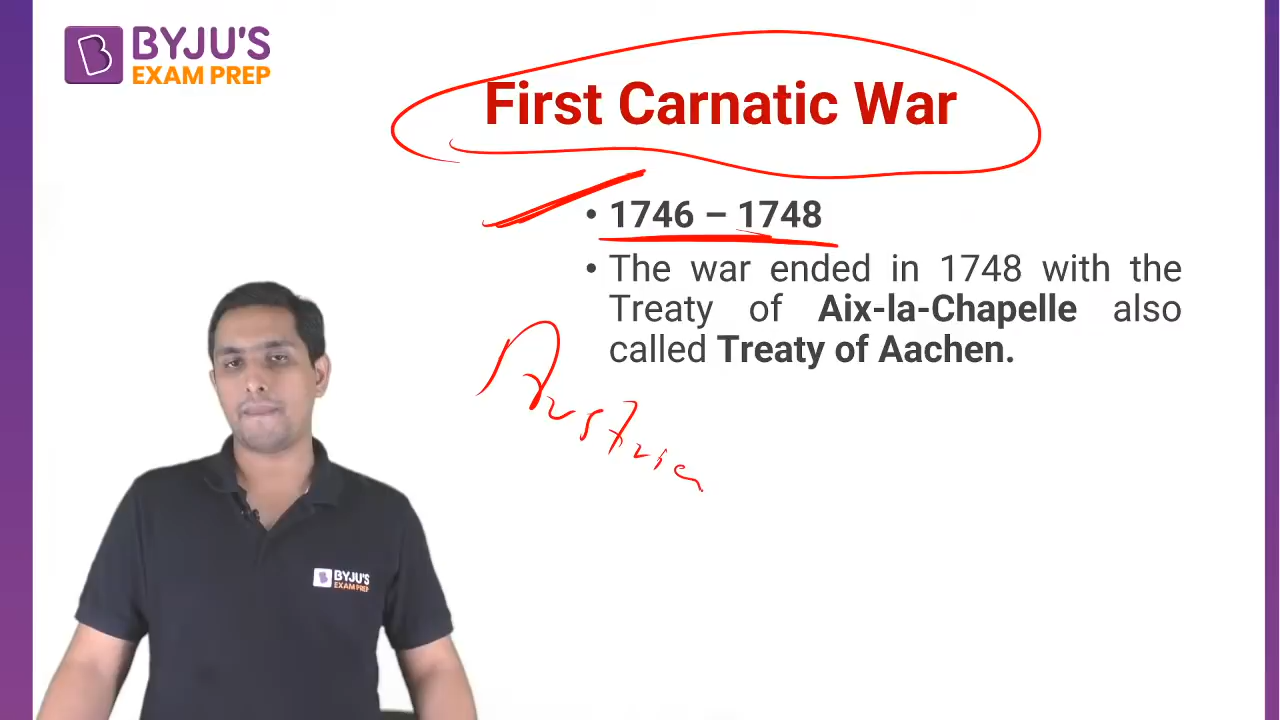 BYJU'S
EXAM PREP
First Carnatic War
• 1746 – 1748
• The war ended in 1748 with the
Treaty of Aix-la-Chapelle also
called Treaty of Aachen.
Austria
BYJU'S
EXAM PREP